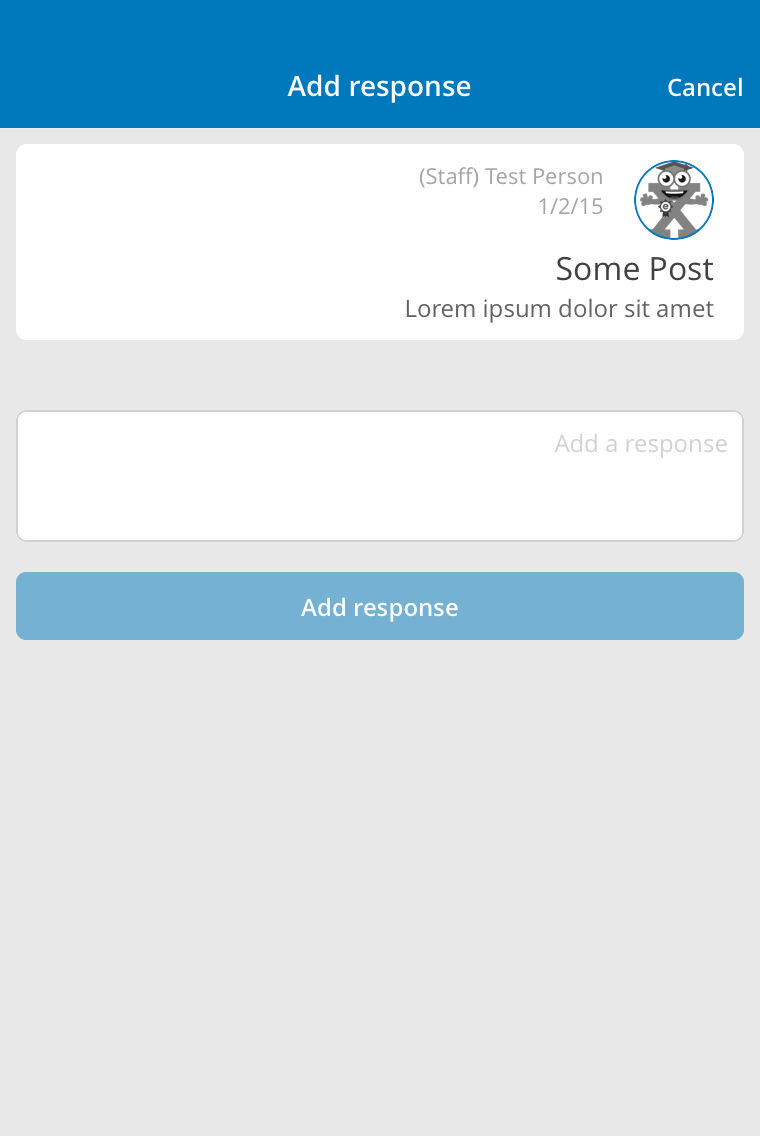 Add response
Cancel
(Staff) Test Person
1/2/15
Some Post
Lorem ipsum dolor sit amet
Add a response
Add response